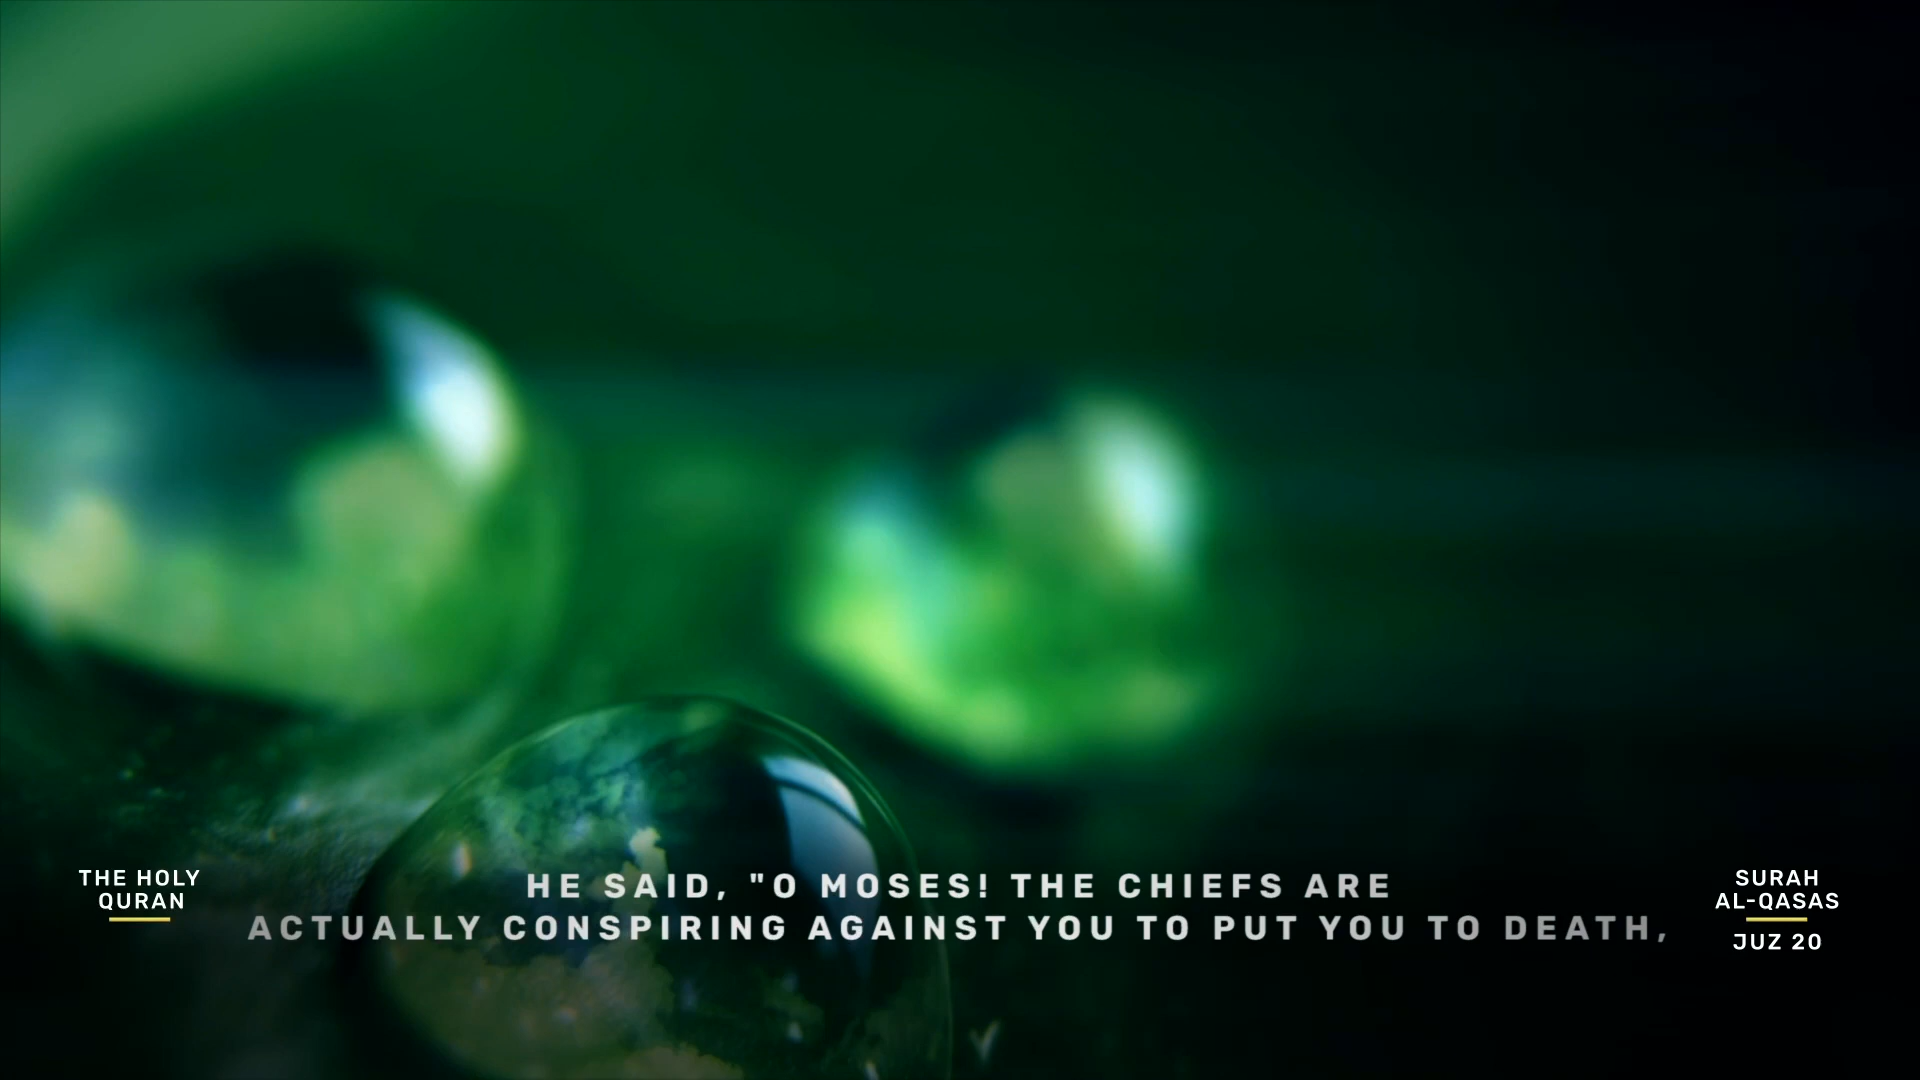 THE HOLY
QURAN
HE SAID, "O MOSES! THE CHIEFS ARE
ACTUALLY CONSPIRING AGAINST YOU TO PUT YOU TO DEATH,
SURAH
AL-QASAS
JUZ 20